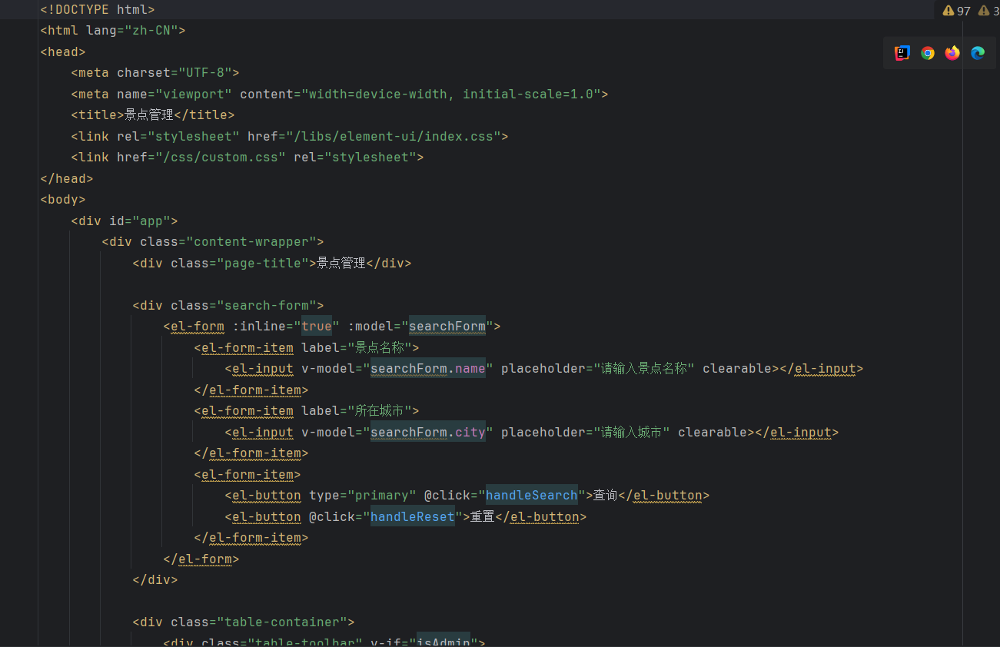 <!DOCTYPE html>
97 3
<html lang="zh-CN">
<head>
<meta charset="UTF-8">
<meta name="viewport" content="width=device-width, initial-scale=1.0">
<title>景点管理</title>
<link rel="stylesheet" href="/libs/element-ui/index.css">
<link href="/css/custom.css" rel="stylesheet">
</head>
<body>
<div id="app">
<div class="content-wrapper">
<div class="page-title">景点管理</div>
<div class="search-form">
<el-form :inline="true" :model="searchForm">
<el-form-item label="景点名称">
<el-input v-model="searchForm.name" placeholder="请输入景点名称" clearable></el-input>
</el-form-item>
<el-form-item label="所在城市">
<el-input v-model="searchForm.city" placeholder="请输入城市" clearable></el-input>
</el-form-item>
<el-form-item>
<el-button type="primary" @click="handleSearch">查询</el-button>
<el-button @click="handleReset">重置</el-button>
</el-form-item>
</el-form>
</div>
<div class="table-container">
<div class="table-toolbar" v-if="isAdmin">